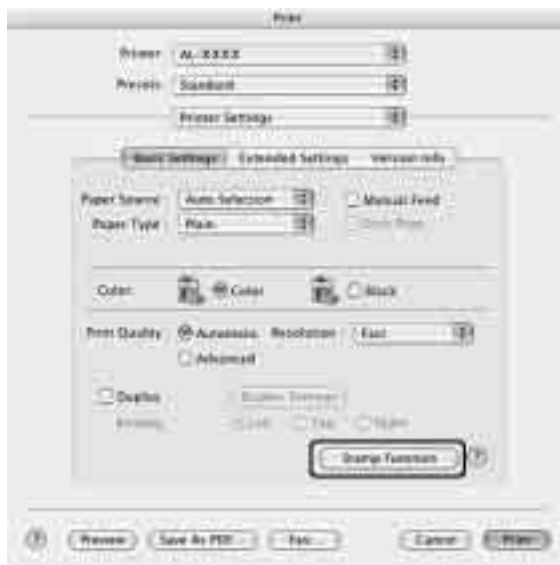 Print
Printer: AL-XXXX
Presets: Standard
Printer Settings
Basic Settings Extended Settings Version Info
Paper Source: Auto Selection Manual Feed
Paper Type: Plain
Color: Color Black
Print Quality: Automatic Resolution: Fast
Advanced
Duplex Duplex Settings
Binding: Left Top Right
Stamp Function ?
? Preview Save As PDF... Fax... Cancel Print